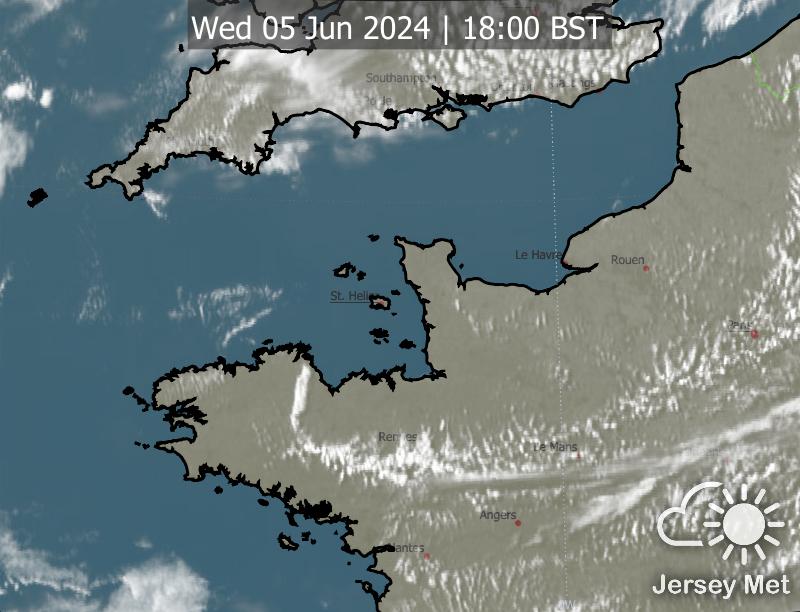 Wed 05 Jun 2024 | 18:00 BST
Southampton
Poole
Le Havre
Rouen
St. Helier
Paris
Rennes
Le Mans
Angers
Nantes
Jersey Met